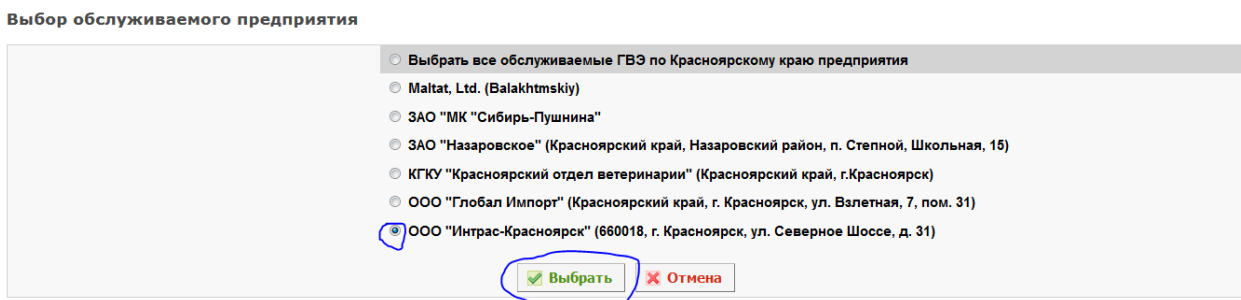 Выбор обслуживаемого предприятия
Выбрать все обслуживаемые ГВЭ по Красноярскому краю предприятия
Maltat, Ltd. (Balakhtmskiy)
ЗАО "МК "Сибирь-Пушнина"
ЗАО "Назаровское" (Красноярский край, Назаровский район, п. Степной, Школьная, 15)
КГКУ "Красноярский отдел ветеринарии" (Красноярский край, г.Красноярск)
ООО "Глобал Импорт" (Красноярский край, г. Красноярск, ул. Взлетная, 7, пом. 31)
ООО "Интрас-Красноярск" (660018, г. Красноярск, ул. Северное Шоссе, д. 31)
Выбрать Отмена